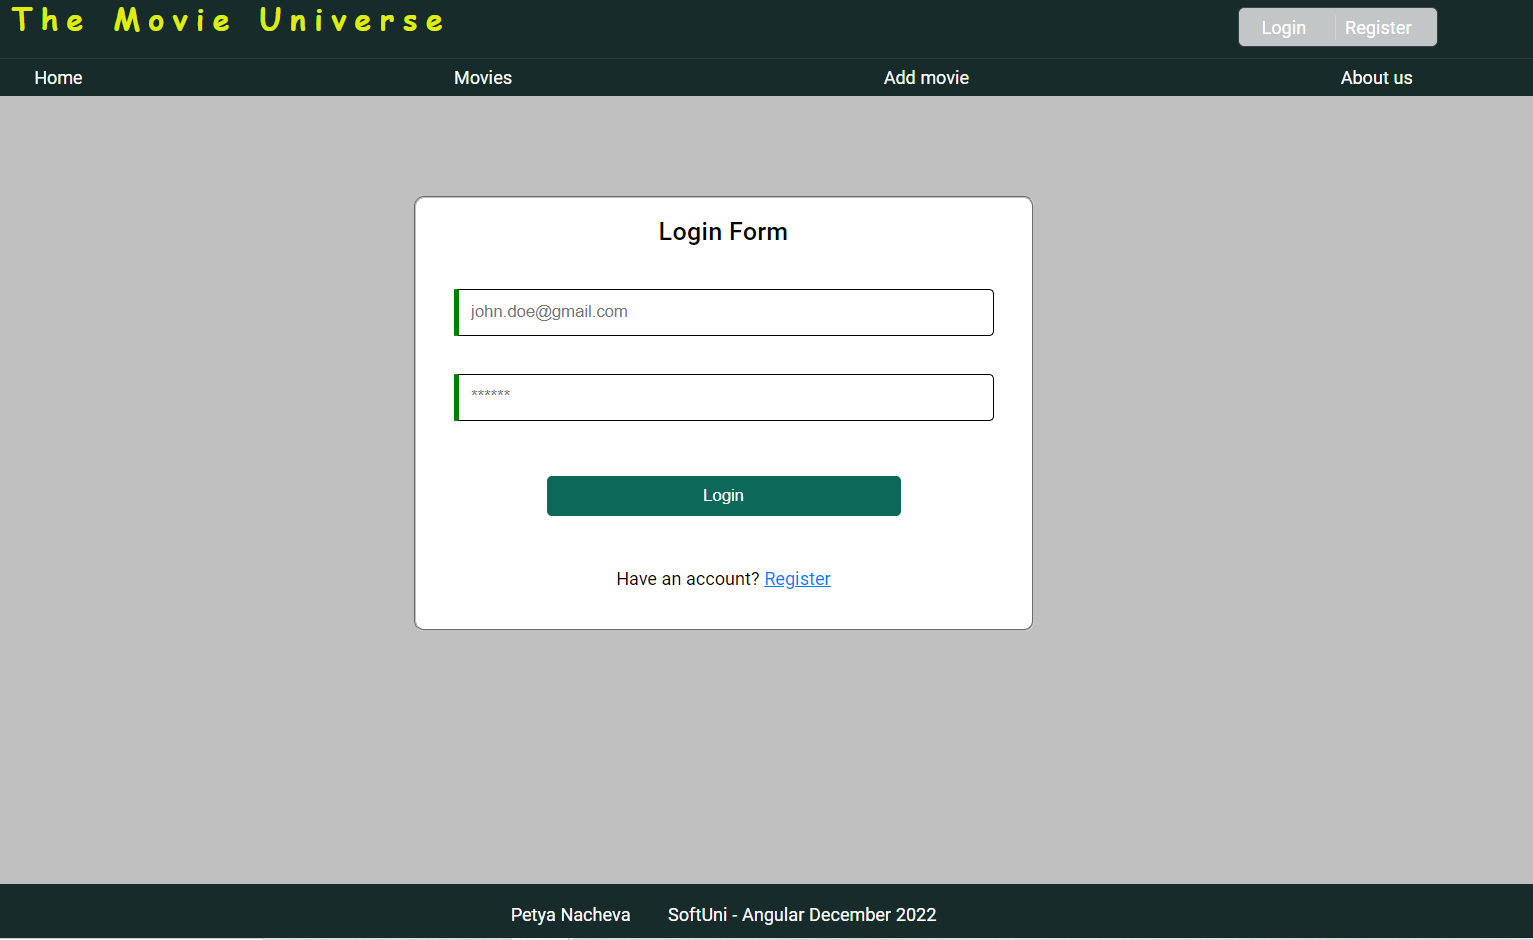 The Movie Universe
Login Register
Home Movies Add movie About us
Login Form
john.doe@gmail.com
******
Login
Have an account? Register
Petya Nacheva SoftUni - Angular December 2022